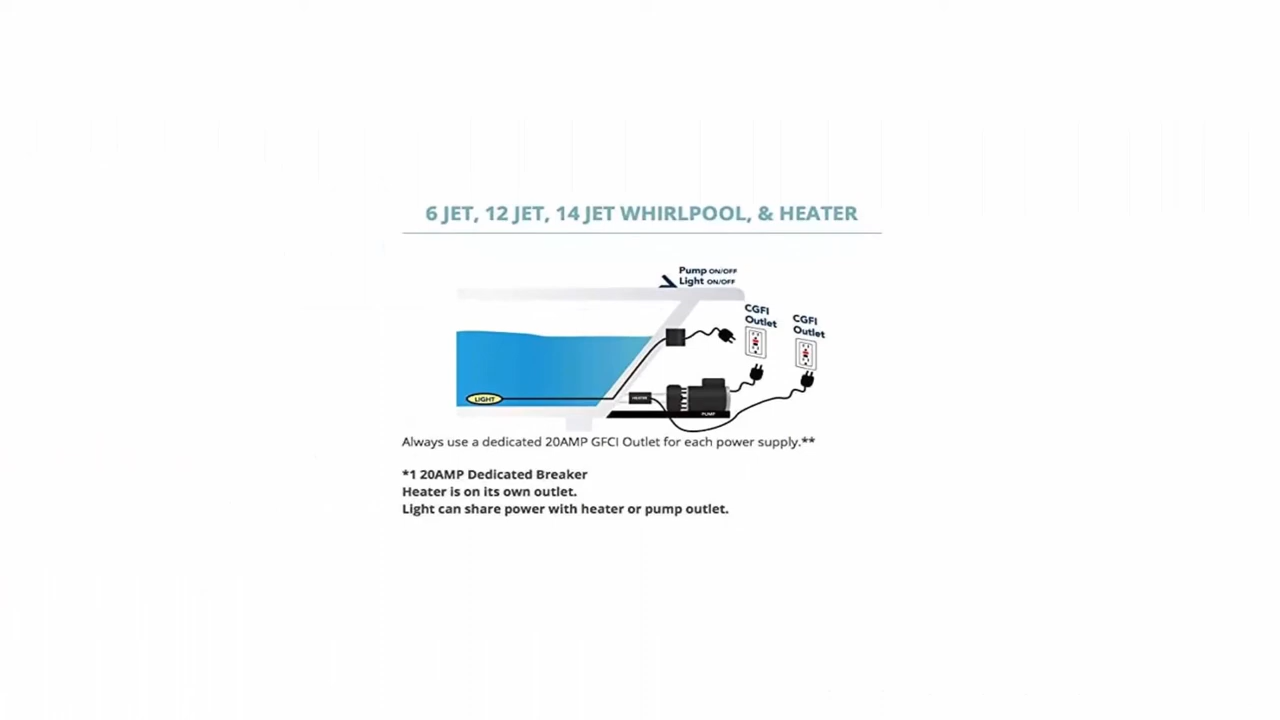 6 JET, 12 JET, 14 JET WHIRLPOOL, & HEATER
Pump ON/OFF
Light ON/OFF
CGFI
Outlet
CGFI
Outlet
LIGHT
HEATER
PUMP
Always use a dedicated 20AMP GFCI Outlet for each power supply.**
*1 20AMP Dedicated Breaker
Heater is on its own outlet.
Light can share power with heater or pump outlet.